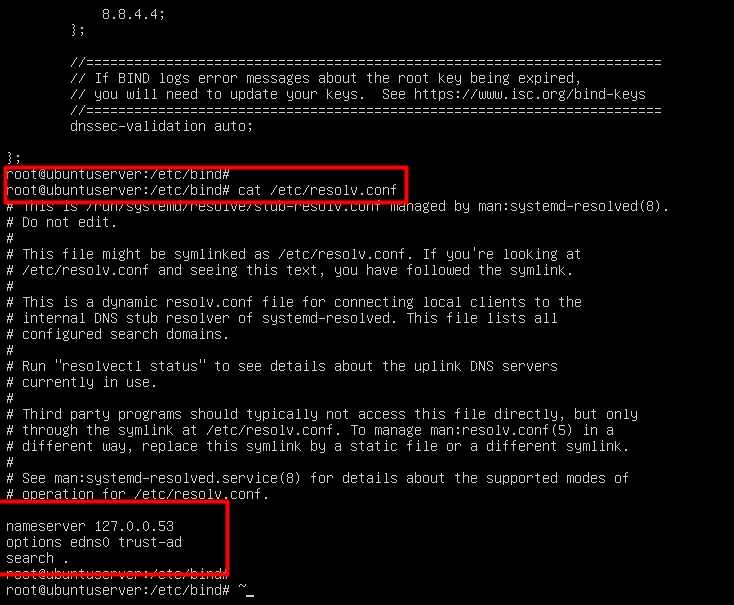 8.8.4.4;
};
//========================================================================
// If BIND logs error messages about the root key being expired,
// you will need to update your keys.  See https://www.isc.org/bind-keys
//========================================================================
dnssec-validation auto;
};
root@ubuntuserver:/etc/bind#
root@ubuntuserver:/etc/bind# cat /etc/resolv.conf
# This is /run/systemd/resolve/stub-resolv.conf managed by man:systemd-resolved(8).
# Do not edit.
#
# This file might be symlinked as /etc/resolv.conf. If you're looking at
# /etc/resolv.conf and seeing this text, you have followed the symlink.
#
# This is a dynamic resolv.conf file for connecting local clients to the
# internal DNS stub resolver of systemd-resolved. This file lists all
# configured search domains.
#
# Run "resolvectl status" to see details about the uplink DNS servers
# currently in use.
#
# Third party programs should typically not access this file directly, but only
# through the symlink at /etc/resolv.conf. To manage man:resolv.conf(5) in a
# different way, replace this symlink by a static file or a different symlink.
#
# See man:systemd-resolved.service(8) for details about the supported modes of
# operation for /etc/resolv.conf.
nameserver 127.0.0.53
options edns0 trust-ad
search .
root@ubuntuserver:/etc/bind#
root@ubuntuserver:/etc/bind# ~_